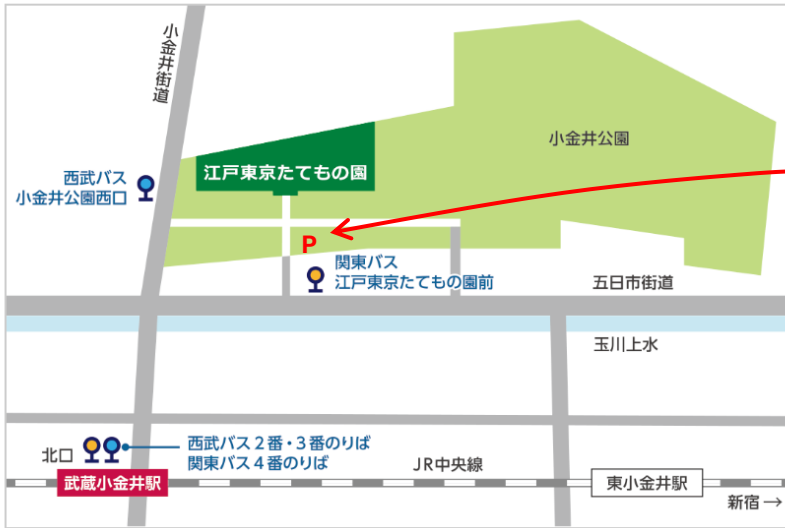 小金井街道
小金井公園
江戸東京たてもの園
西武バス
小金井公園西口
P
関東バス
江戸東京たてもの園前
五日市街道
玉川上水
北口
西武バス2番・3番のりば
関東バス4番のりば
JR中央線
武蔵小金井駅
東小金井駅
新宿→